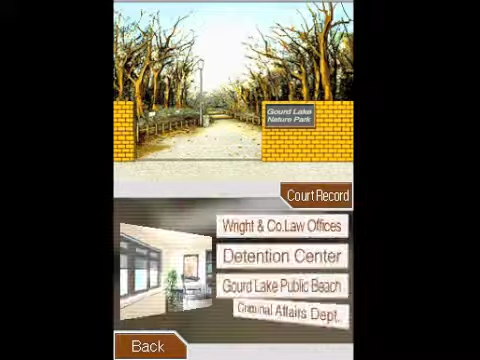 Gourd Lake
Nature Park
Court Record
Wright & Co.Law Offices
Detention Center
Gourd Lake Public Beach
Criminal Affairs Dept.
Back